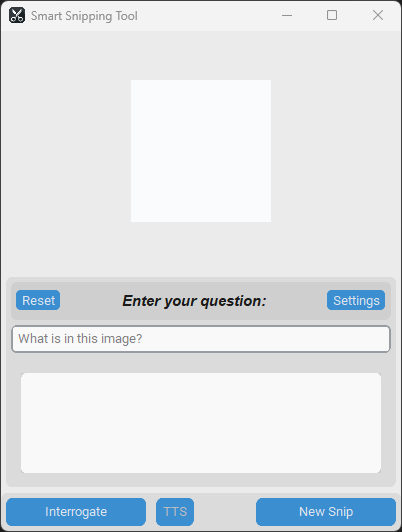 Smart Snipping Tool
Reset
Enter your question:
Settings
What is in this image?
Interrogate
TTS
New Snip